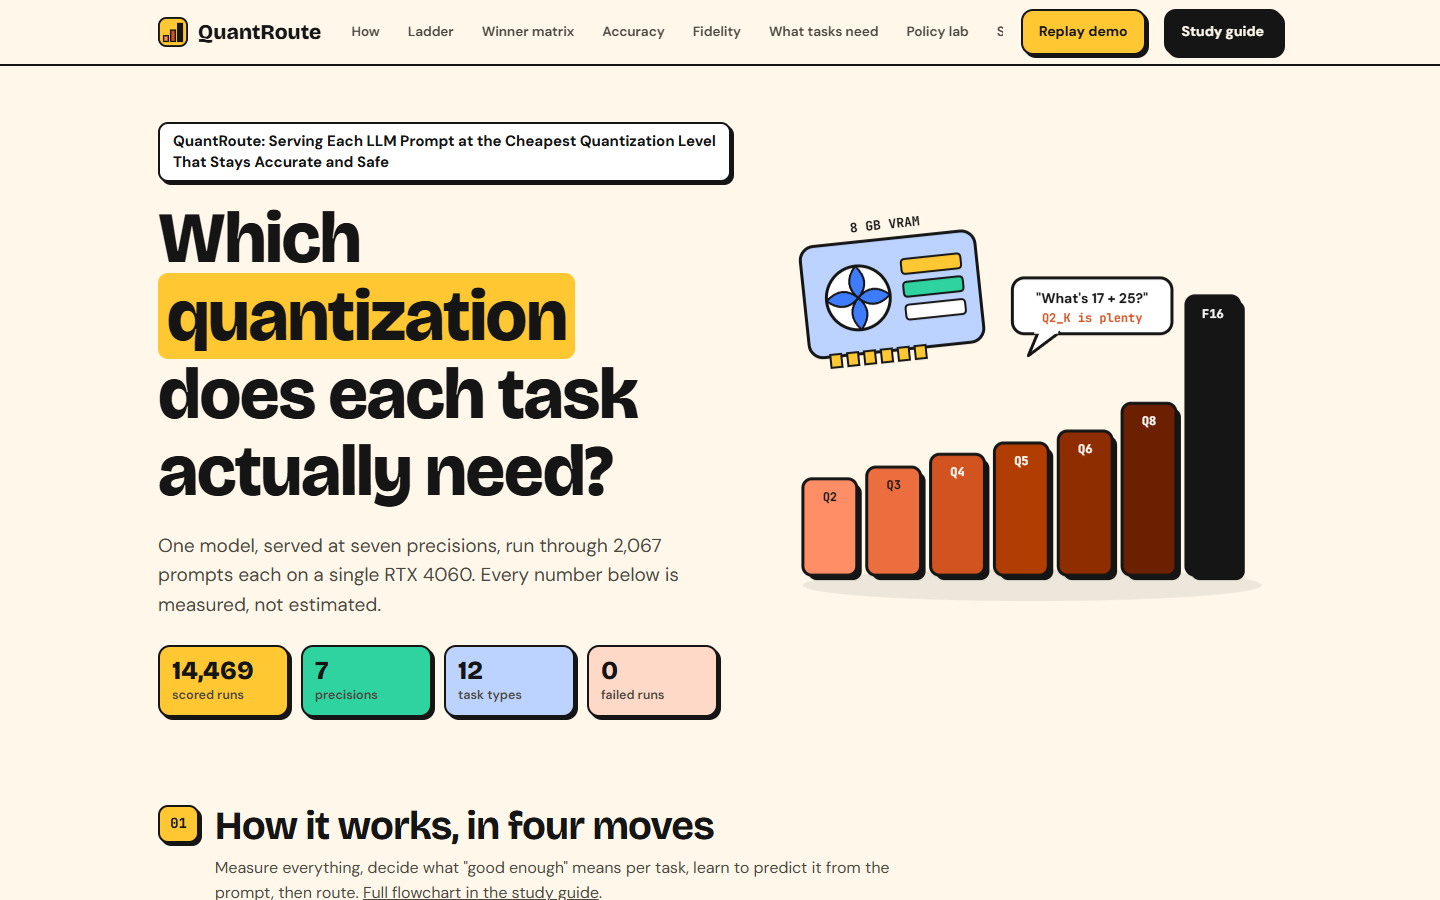 QuantRoute
How
Ladder
Winner matrix
Accuracy
Fidelity
What tasks need
Policy lab
Replay demo
Study guide
QuantRoute: Serving Each LLM Prompt at the Cheapest Quantization Level
That Stays Accurate and Safe
Which
quantization
does each task
actually need?
One model, served at seven precisions, run through 2,067
prompts each on a single RTX 4060. Every number below is
measured, not estimated.
14,469
scored runs
7
precisions
12
task types
0
failed runs
8 GB VRAM
"What's 17 + 25?"
Q2_K is plenty
Q2
Q3
Q4
Q5
Q6
Q8
F16
01
How it works, in four moves
Measure everything, decide what "good enough" means per task, learn to predict it from the
prompt, then route. Full flowchart in the study guide.